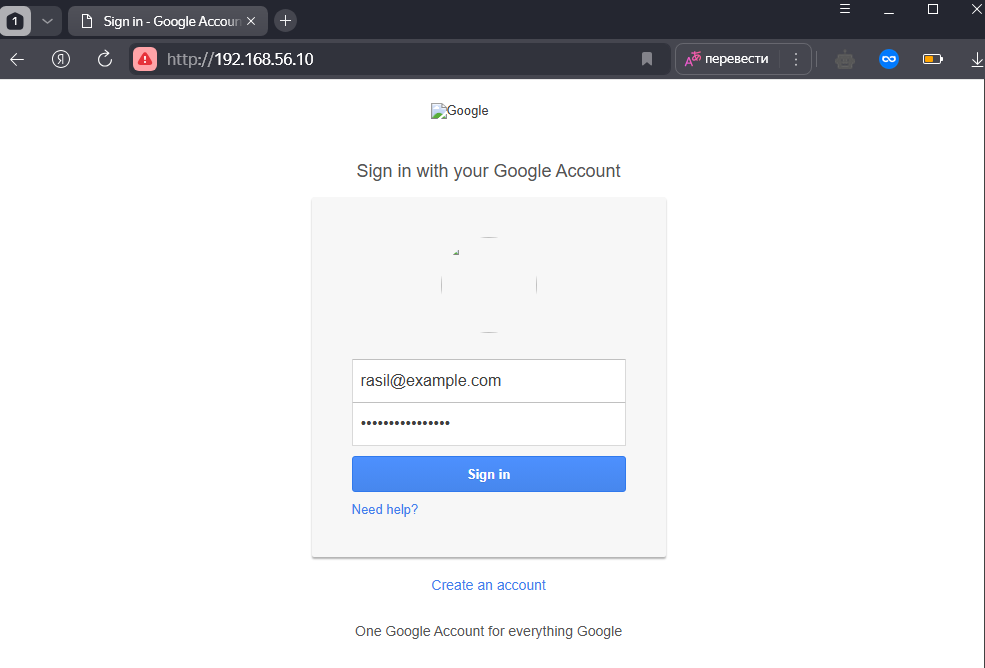 1
Sign in - Google Accoun
Я
http://192.168.56.10
перевести
Google
Sign in with your Google Account
rasil@example.com
••••••••••••••••
Sign in
Need help?
Create an account
One Google Account for everything Google